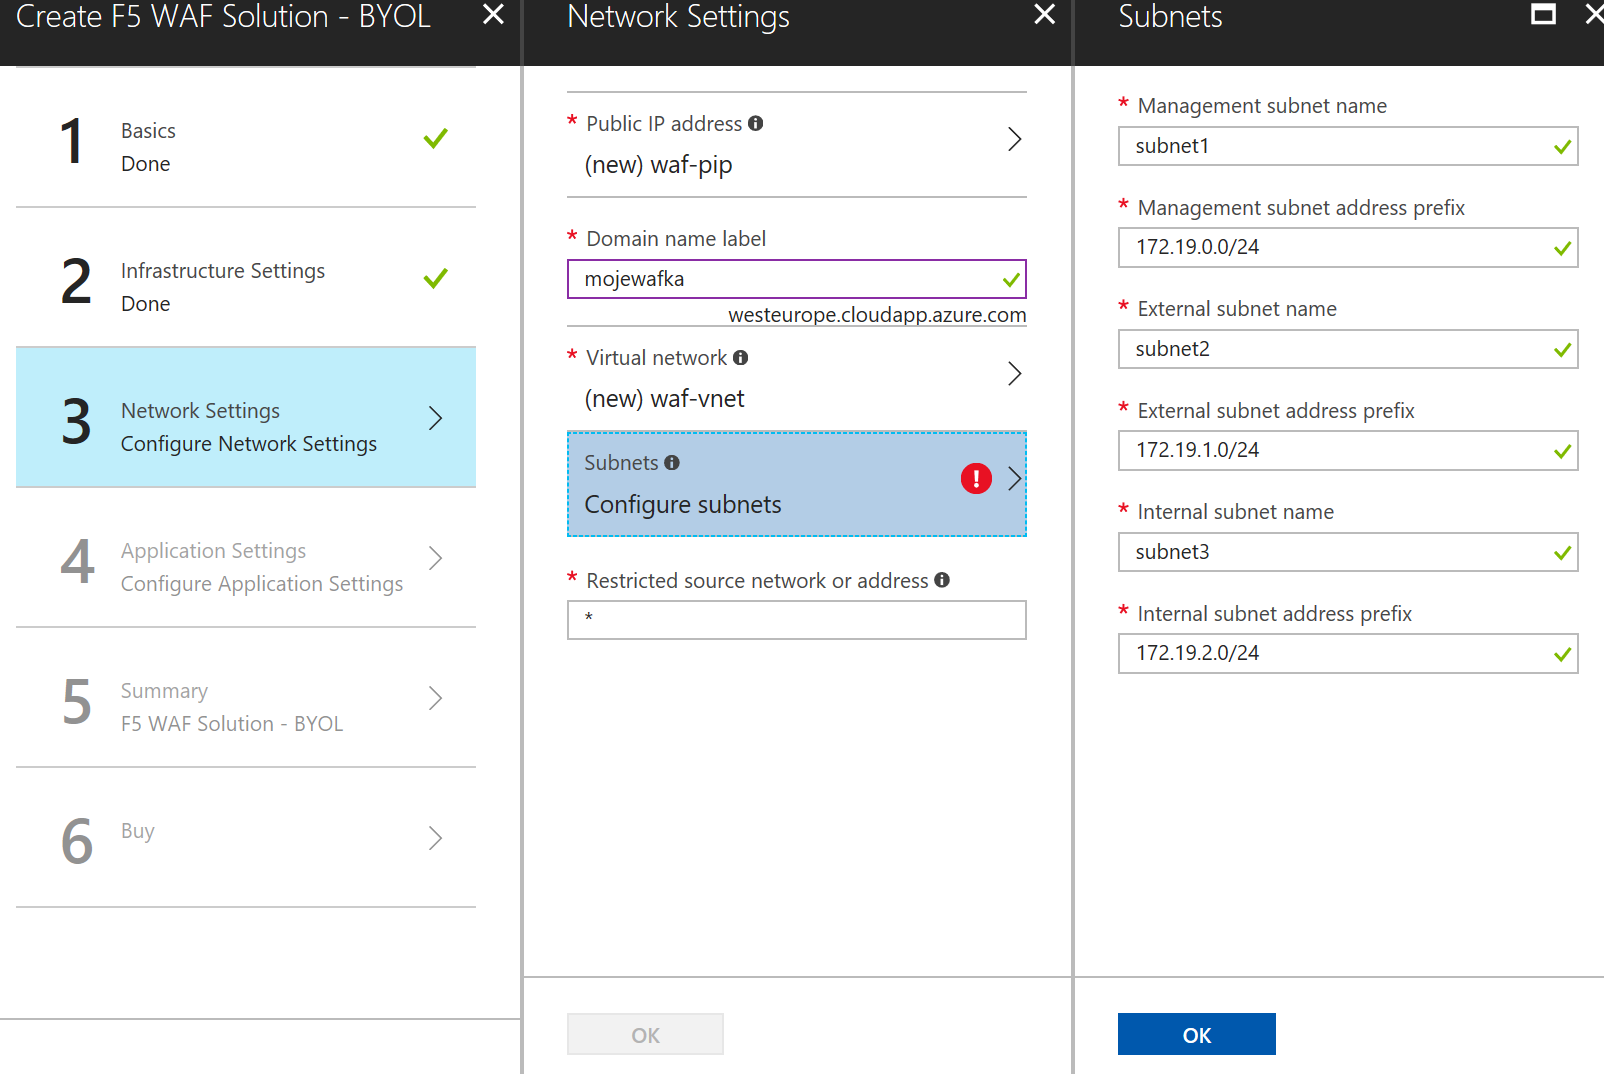 Create F5 WAF Solution - BYOL
1
Basics
Done
2
Infrastructure Settings
Done
3
Network Settings
Configure Network Settings
4
Application Settings
Configure Application Settings
5
Summary
F5 WAF Solution - BYOL
6
Buy
Network Settings
* Public IP address
(new) waf-pip
* Domain name label
mojewafka
westeurope.cloudapp.azure.com
* Virtual network
(new) waf-vnet
Subnets
Configure subnets
* Restricted source network or address
*
OK
Subnets
* Management subnet name
subnet1
* Management subnet address prefix
172.19.0.0/24
* External subnet name
subnet2
* External subnet address prefix
172.19.1.0/24
* Internal subnet name
subnet3
* Internal subnet address prefix
172.19.2.0/24
OK